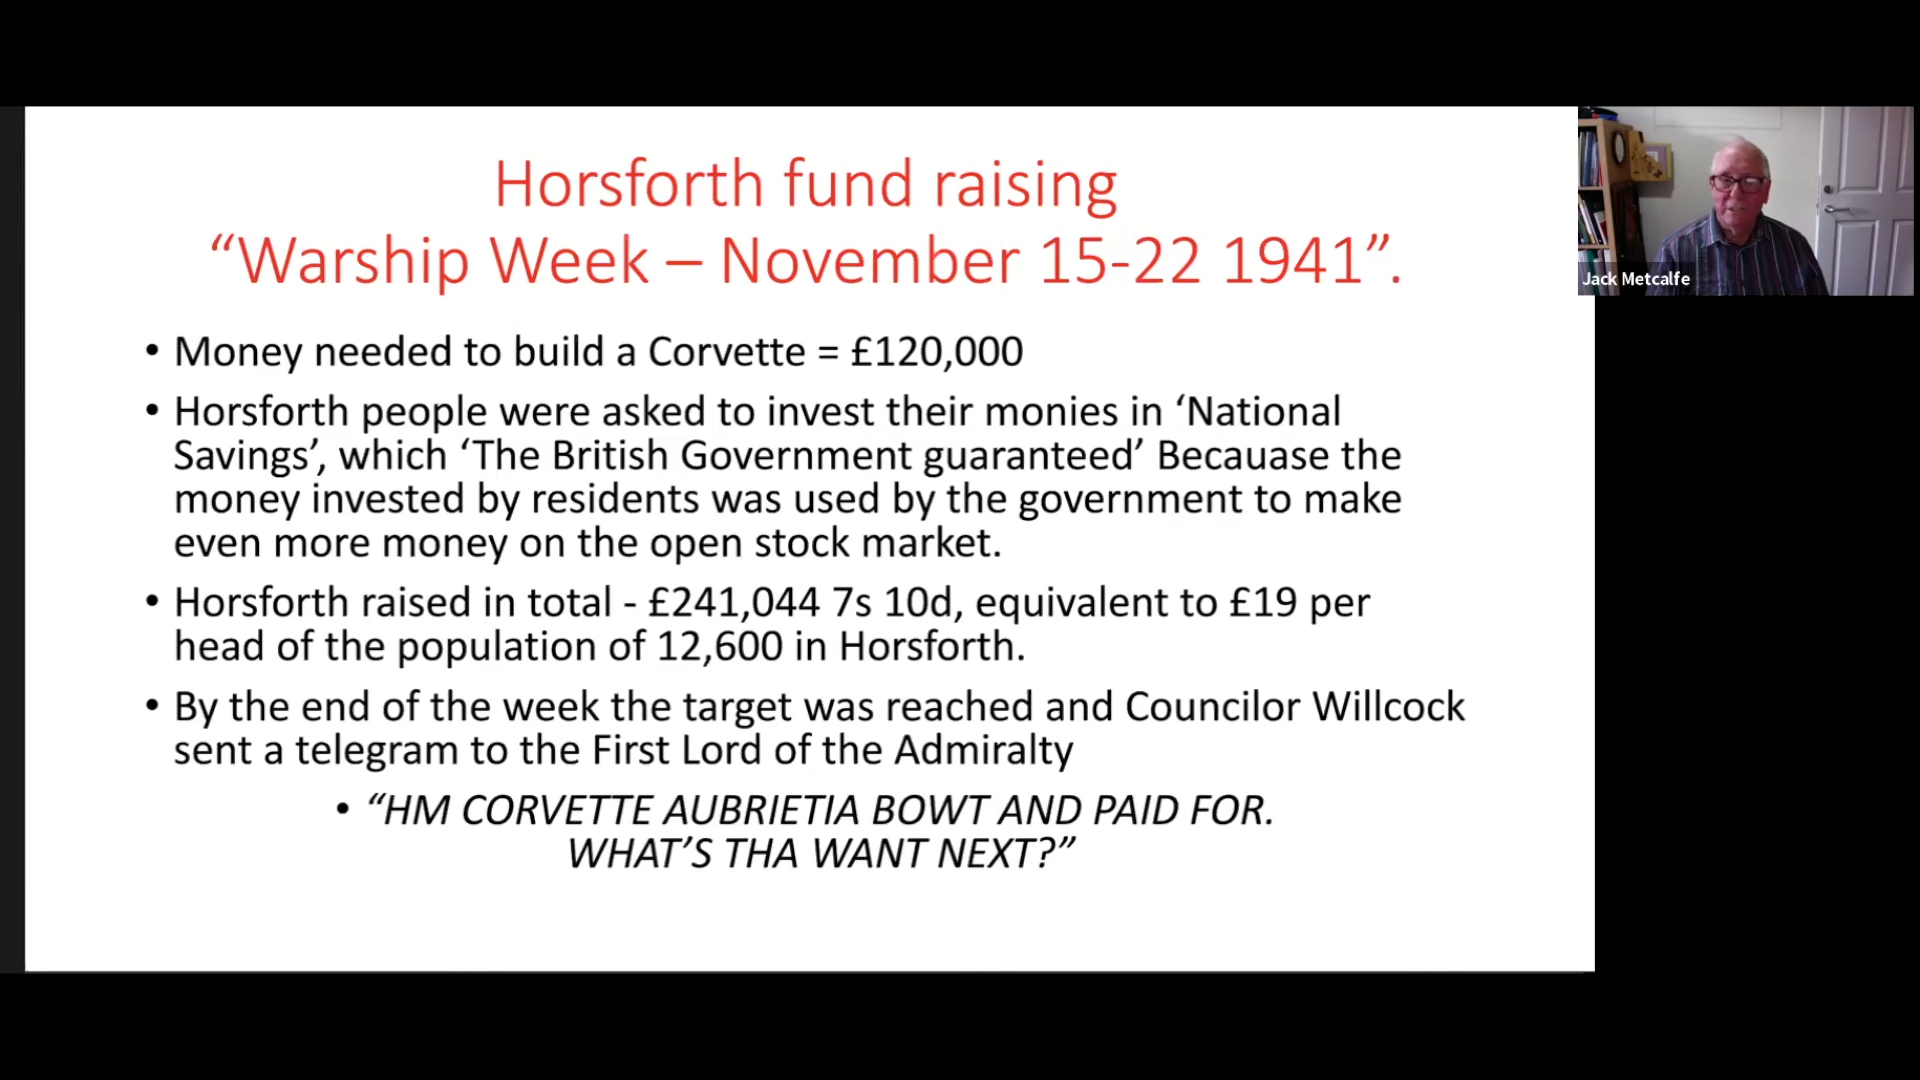 Horsforth fund raising
“Warship Week – November 15-22 1941”.
• Money needed to build a Corvette = £120,000
• Horsforth people were asked to invest their monies in ‘National
Savings’, which ‘The British Government guaranteed’ Becauase the
money invested by residents was used by the government to make
even more money on the open stock market.
• Horsforth raised in total - £241,044 7s 10d, equivalent to £19 per
head of the population of 12,600 in Horsforth.
• By the end of the week the target was reached and Councilor Willcock
sent a telegram to the First Lord of the Admiralty
• “HM CORVETTE AUBRIETIA BOWT AND PAID FOR.
WHAT’S THA WANT NEXT?”
Jack Metcalfe